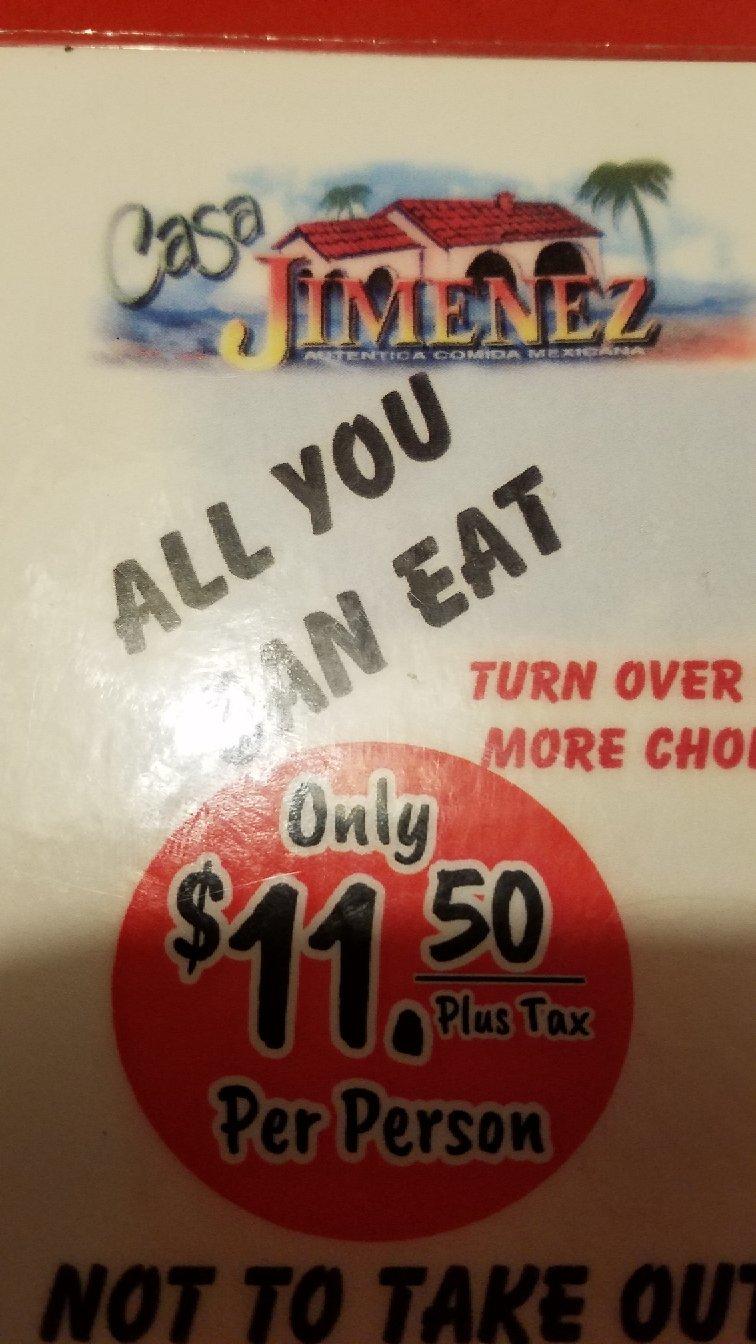 Casa
JIMENEZ
AUTENTICA COMIDA MEXICANA
ALL YOU
CAN EAT
TURN OVER
MORE
Only
$11.50
Plus Tax
Per Person
NOT TO TAKE OUT